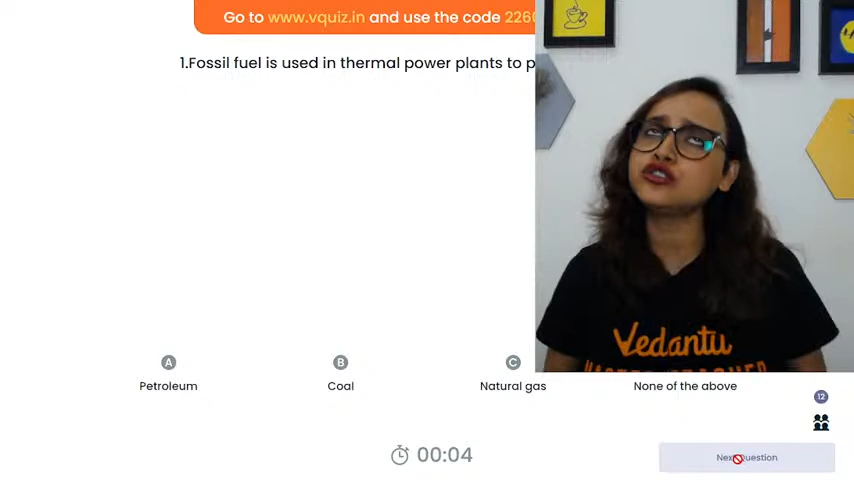 Go to www.vquiz.in and use the code 2260
1.Fossil fuel is used in thermal power plants to p
A
B
C
Petroleum
Coal
Natural gas
None of the above
Vedantu
12
00:04
Next Question